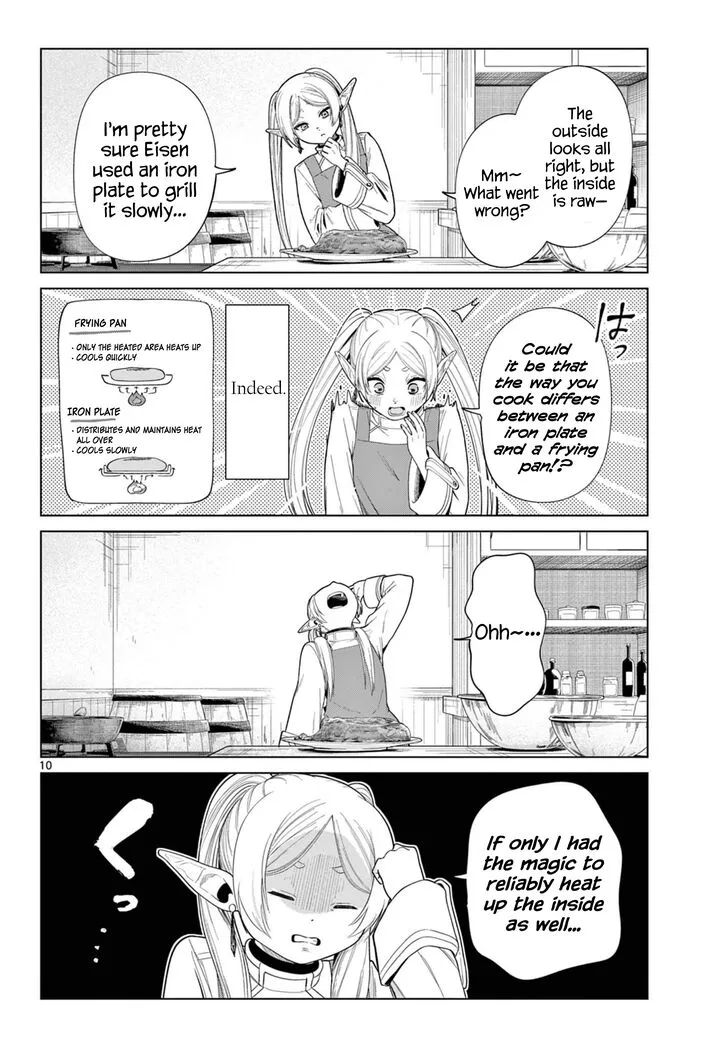 The
outside
looks all
right, but
the inside
is raw—
Mm~
What went
wrong?
I'm pretty
sure Eisen
used an iron
plate to grill
it slowly...
はっ
Could
it be that
the way you
cook differs
between an
iron plate
and a frying
pan!?
Indeed.
FRYING PAN
• ONLY THE HEATED AREA HEATS UP
• COOLS QUICKLY
IRON PLATE
• DISTRIBUTES AND MAINTAINS HEAT
ALL OVER
• COOLS SLOWLY
Ohh~...
10
If only I had
the magic to
reliably heat
up the inside
as well...
くっ